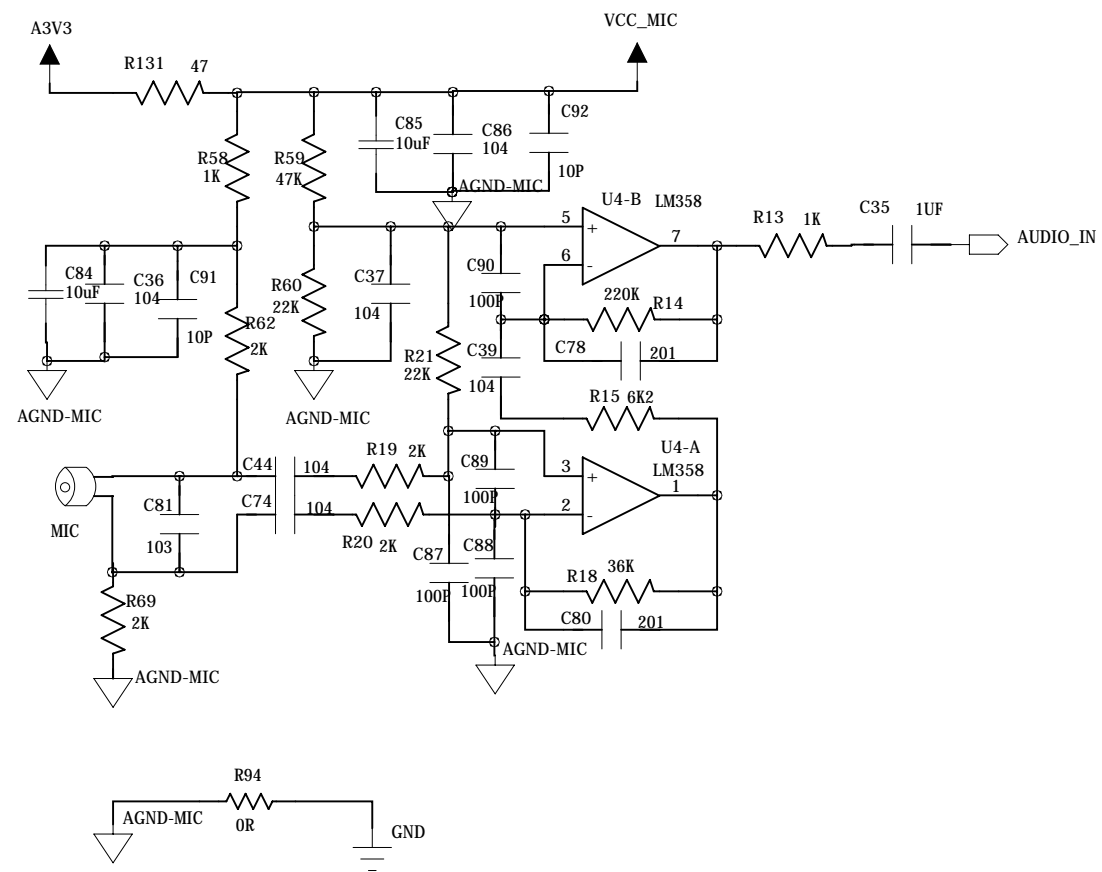 A3V3
VCC_MIC
R131 47
C85
10uF
C86
104
C92
10P
R58
1K
R59
47K
AGND-MIC
U4-B LM358
5
6
7
+
-
R13 1K
C35 1UF
AUDIO_IN
C84
10uF
C36
104
C91
10P
R60
22K
C37
104
C90
100P
220K R14
C78 201
R62
2K
R21
22K
C39
104
R15 6K2
AGND-MIC
AGND-MIC
U4-A
LM358
3
2
1
+
-
MIC
C81
103
C44 104
C74 104
R19 2K
R20 2K
C89
100P
C87
100P
C88
100P
R18 36K
C80 201
R69
2K
AGND-MIC
AGND-MIC
R94
0R
AGND-MIC
GND